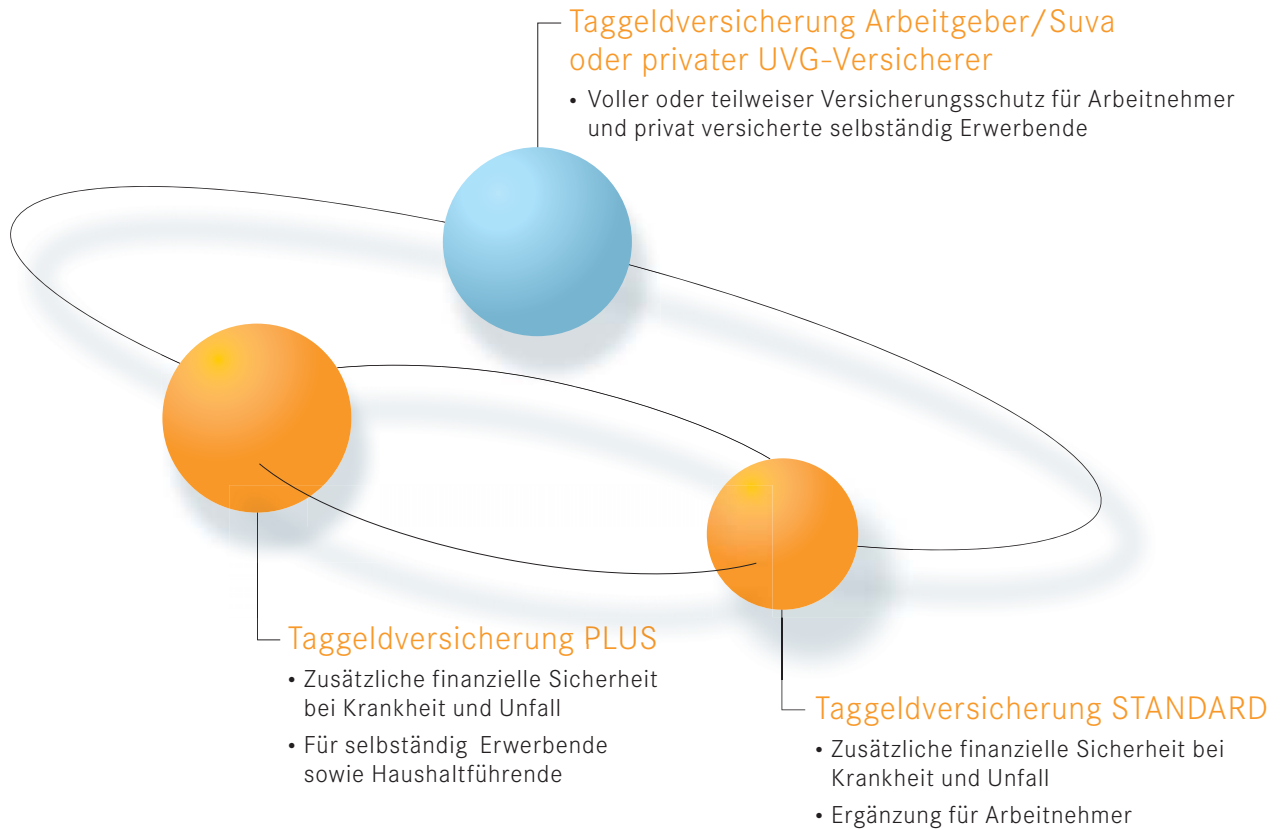 Taggeldversicherung Arbeitgeber/Suva
oder privater UVG-Versicherer
• Voller oder teilweiser Versicherungsschutz für Arbeitnehmer
und privat versicherte selbständig Erwerbende
Taggeldversicherung PLUS
• Zusätzliche finanzielle Sicherheit
bei Krankheit und Unfall
• Für selbständig Erwerbende
sowie Haushaltführende
Taggeldversicherung STANDARD
• Zusätzliche finanzielle Sicherheit bei
Krankheit und Unfall
• Ergänzung für Arbeitnehmer